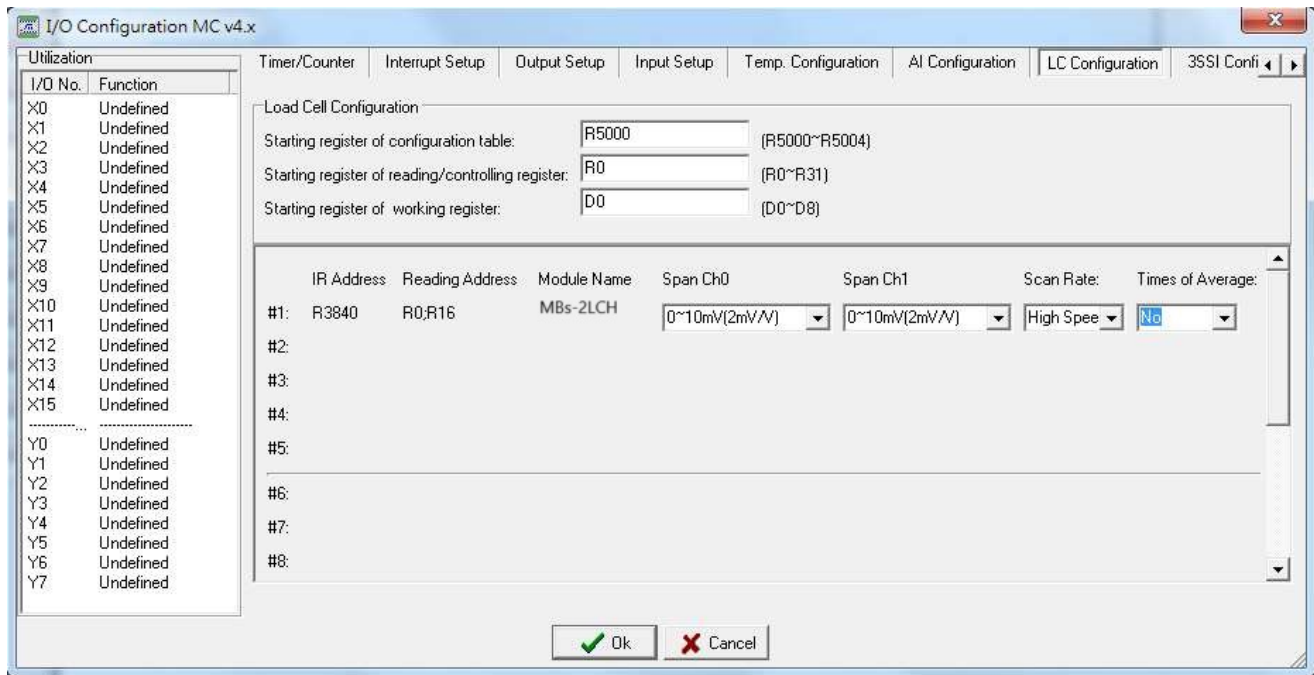 I/O Configuration MC v4.x
Utilization
I/O No. Function
X0 Undefined
X1 Undefined
X2 Undefined
X3 Undefined
X4 Undefined
X5 Undefined
X6 Undefined
X7 Undefined
X8 Undefined
X9 Undefined
X10 Undefined
X11 Undefined
X12 Undefined
X13 Undefined
X14 Undefined
X15 Undefined
-----------... ----------------------
Y0 Undefined
Y1 Undefined
Y2 Undefined
Y3 Undefined
Y4 Undefined
Y5 Undefined
Y6 Undefined
Y7 Undefined
Timer/Counter Interrupt Setup Output Setup Input Setup Temp. Configuration AI Configuration LC Configuration 3SSI Confi
Load Cell Configuration
Starting register of configuration table: R5000 (R5000~R5004)
Starting register of reading/controlling register: R0 (R0~R31)
Starting register of working register: D0 (D0~D8)
IR Address Reading Address Module Name Span Ch0 Span Ch1 Scan Rate: Times of Average:
#1: R3840 R0;R16 MBs-2LCH 0~10mV(2mV/V) 0~10mV(2mV/V) High Spee No
#2:
#3:
#4:
#5:
#6:
#7:
#8:
Ok Cancel